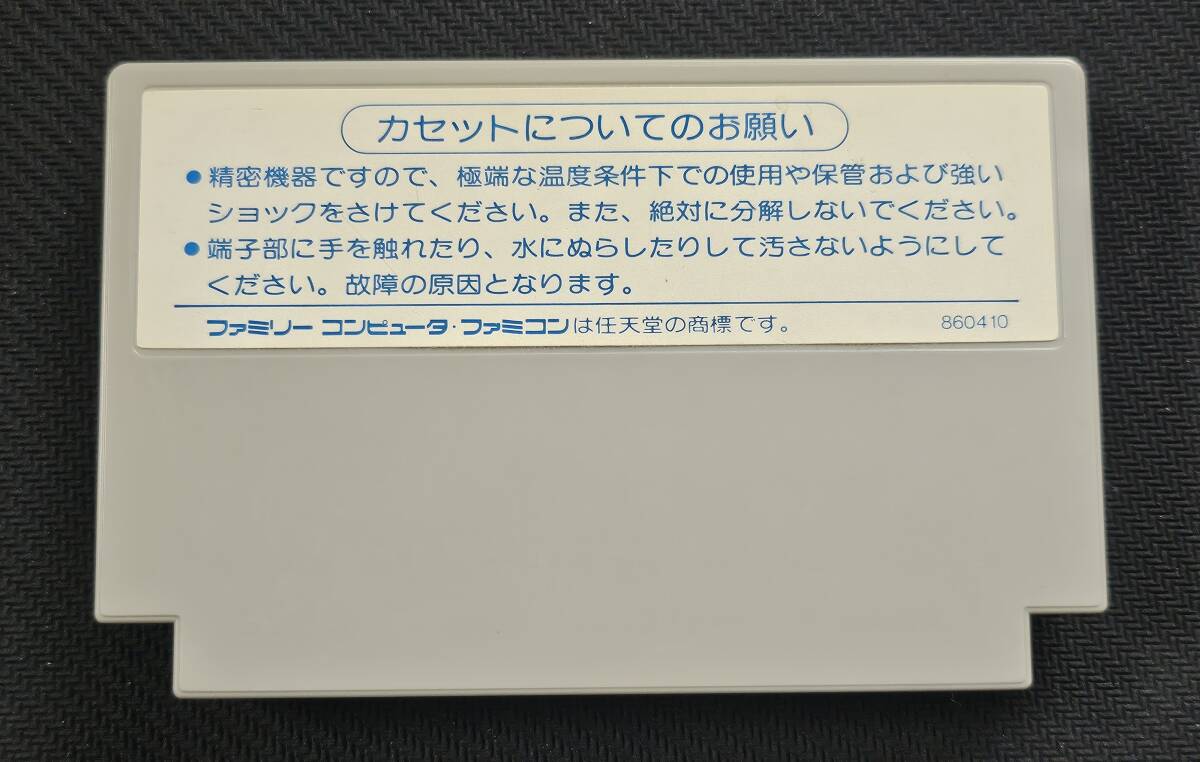 カセットについてのお願い
●精密機器ですので、極端な温度条件下での使用や保管および強い
ショックをさけてください。また、絶対に分解しないでください。
●端子部に手を触れたり、水にぬらしたりして汚さないようにして
ください。故障の原因となります。
ファミリー コンピュータ・ファミコンは任天堂の商標です。 860410